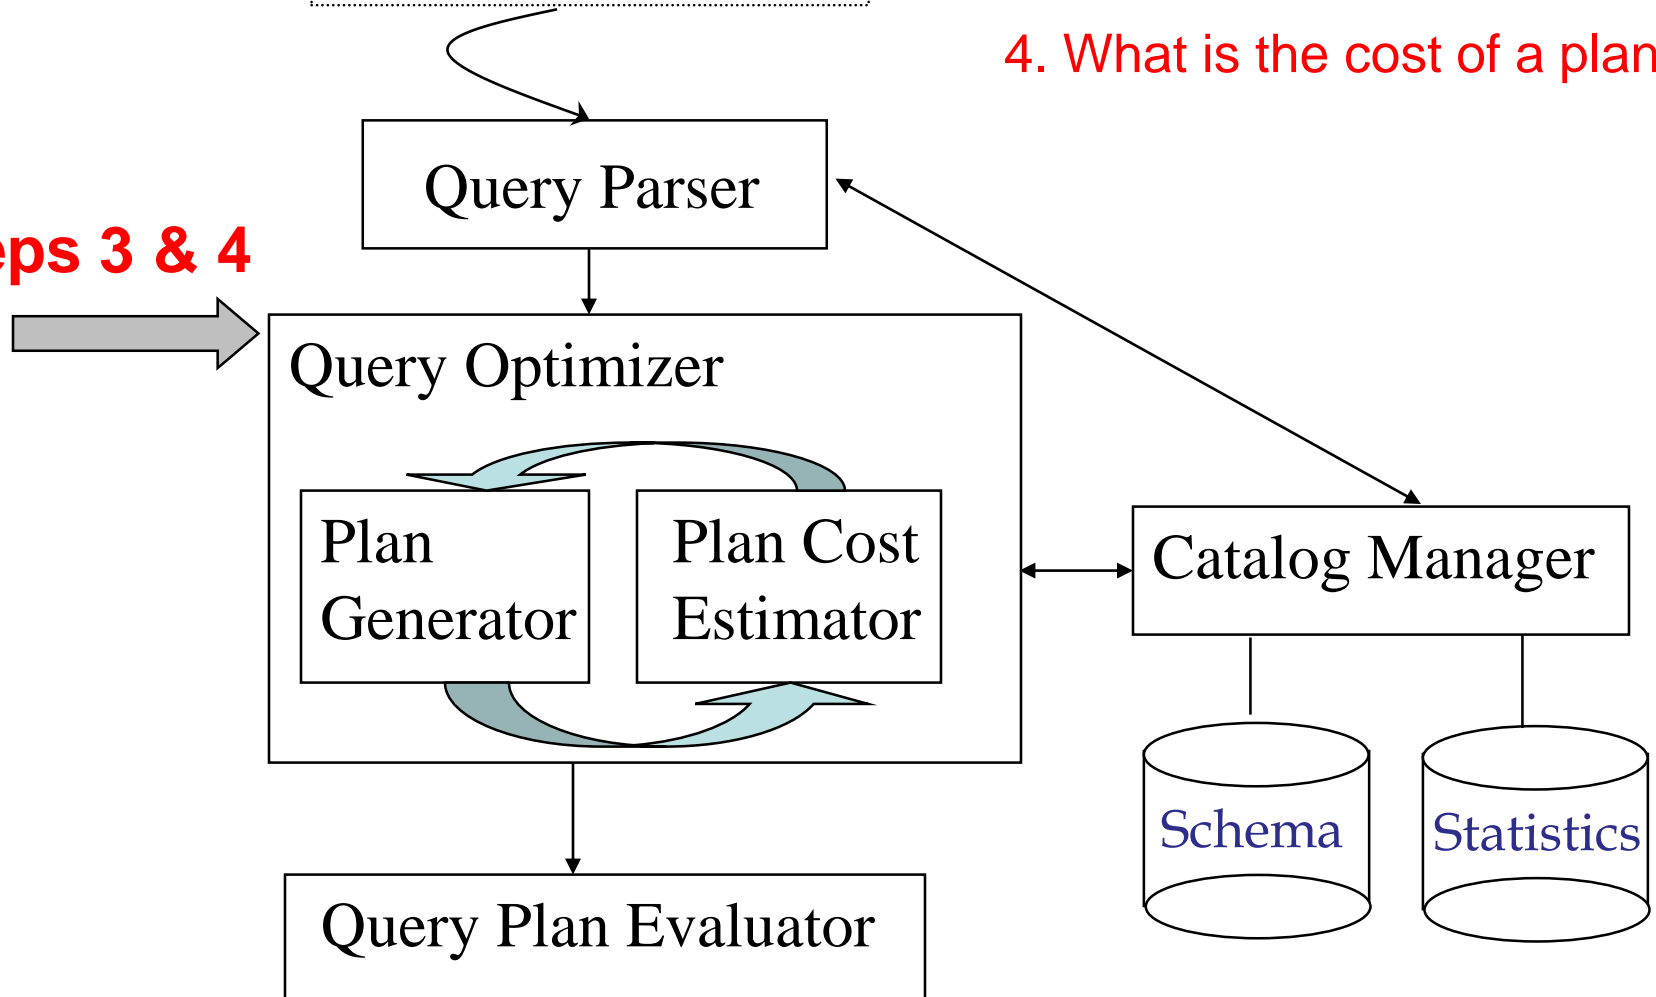 4. What is the cost of a plan
Query Parser
eps 3 & 4
Query Optimizer
Plan
Generator
Plan Cost
Estimator
Catalog Manager
Schema
Statistics
Query Plan Evaluator